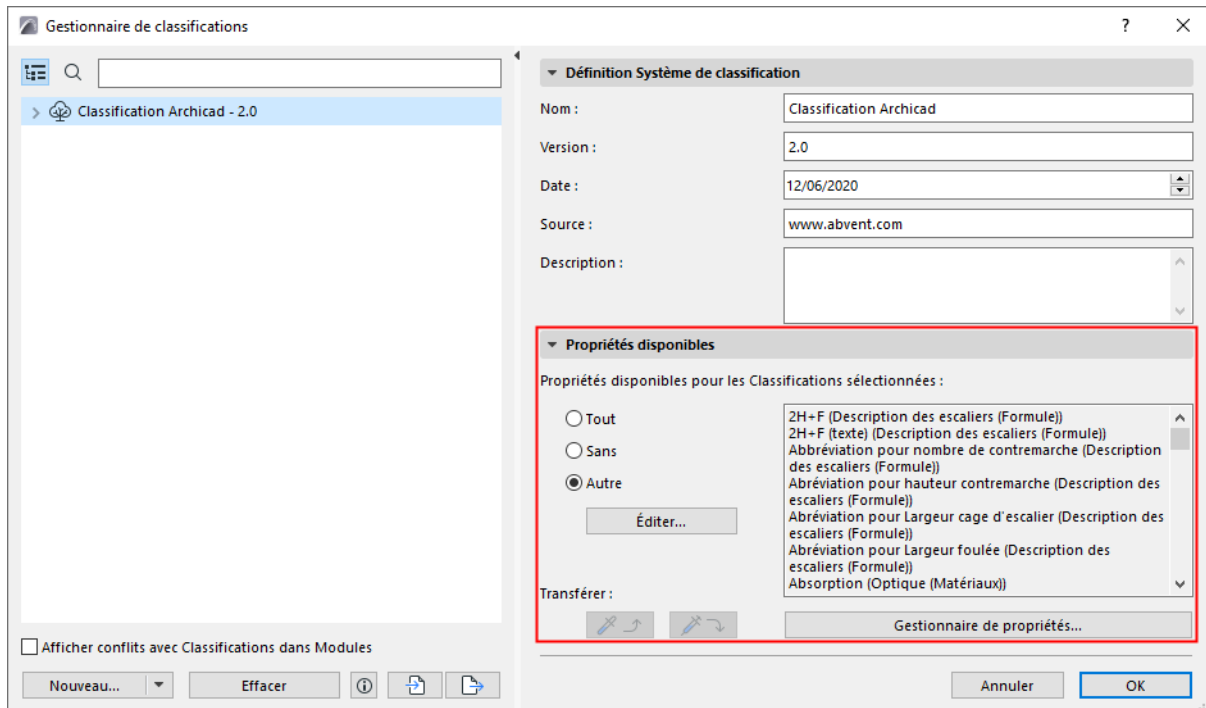 Gestionnaire de classifications
?
Classification Archicad - 2.0
Afficher conflits avec Classifications dans Modules
Nouveau...
Effacer
Définition Système de classification
Nom :
Classification Archicad
Version :
2.0
Date :
12/06/2020
Source :
www.abvent.com
Description :
Propriétés disponibles
Propriétés disponibles pour les Classifications sélectionnées :
Tout
Sans
Autre
Éditer...
2H+F (Description des escaliers (Formule))
2H+F (texte) (Description des escaliers (Formule))
Abbréviation pour nombre de contremarche (Description
des escaliers (Formule))
Abréviation pour hauteur contremarche (Description des
escaliers (Formule))
Abréviation pour Largeur cage d'escalier (Description des
escaliers (Formule))
Abréviation pour Largeur foulée (Description des
escaliers (Formule))
Absorption (Optique (Matériaux))
Transférer :
Gestionnaire de propriétés...
Annuler
OK